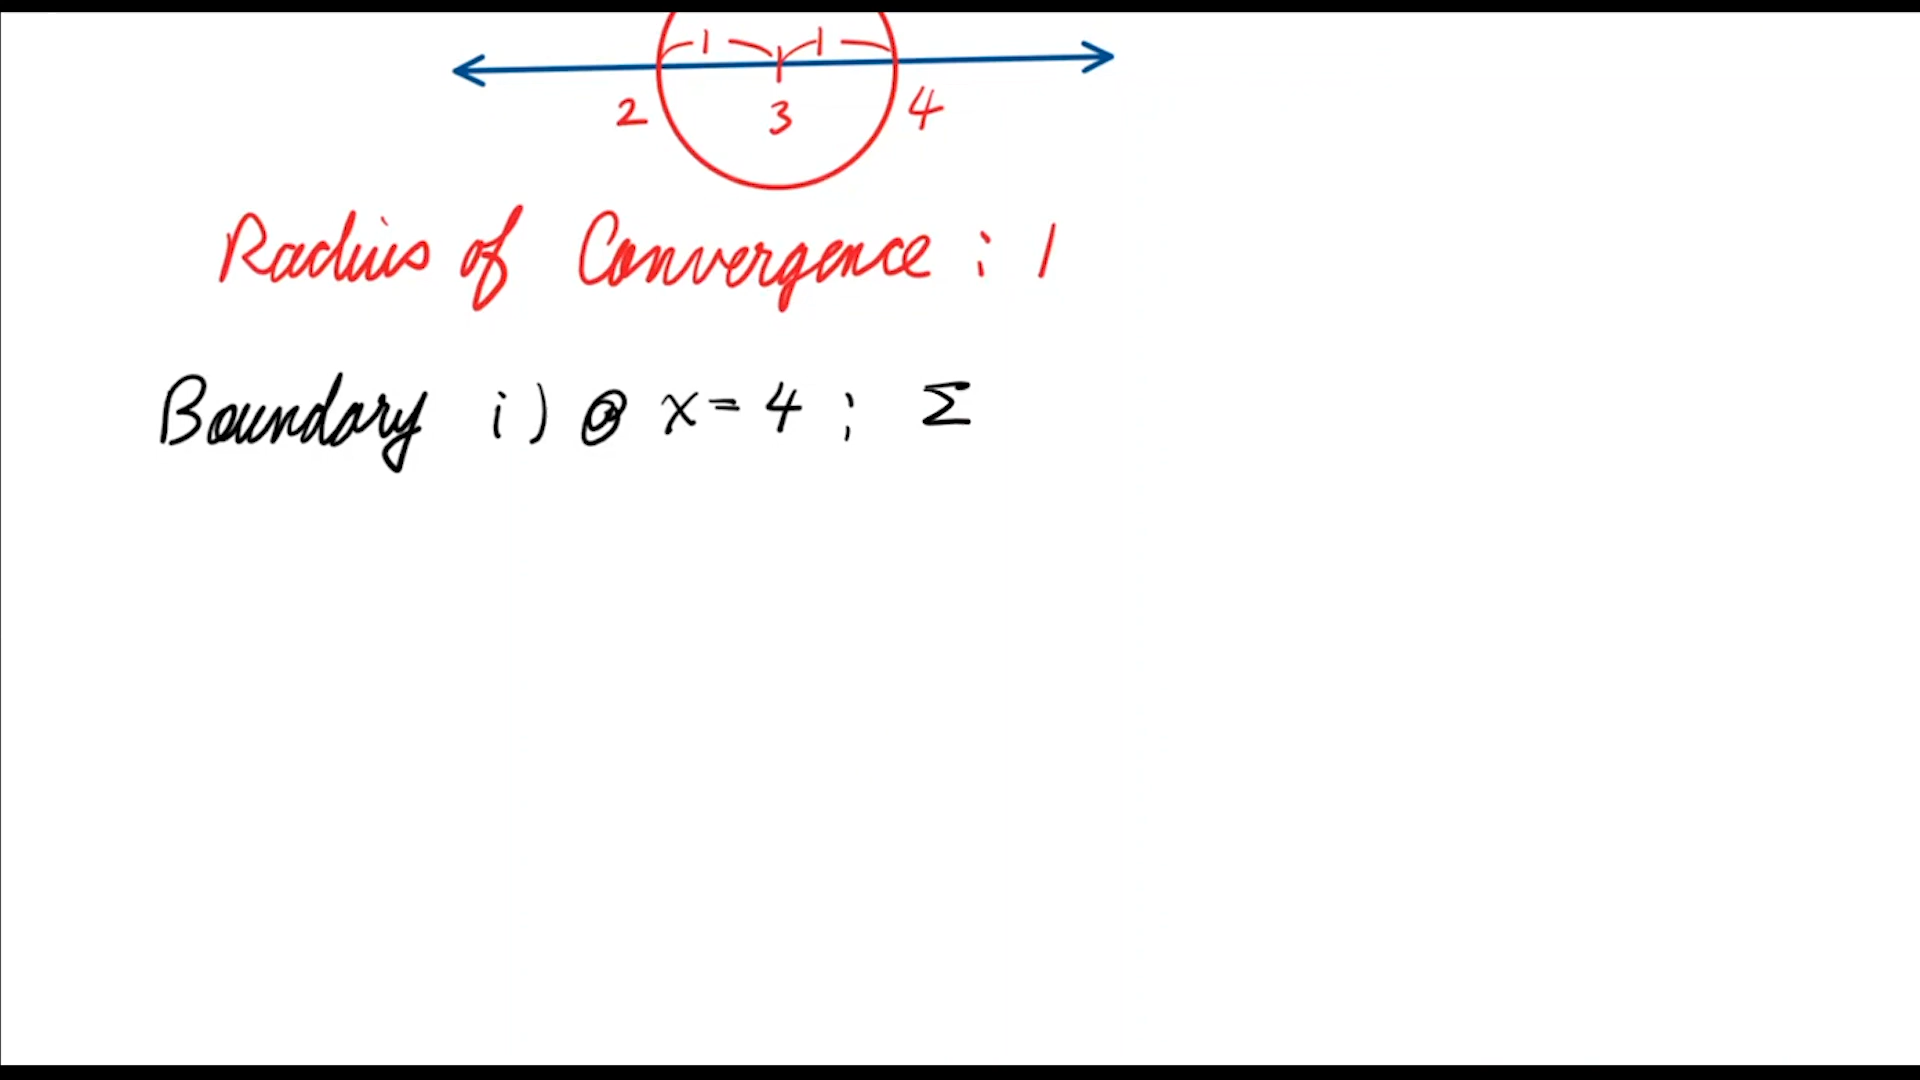 1 1
2 3 4
Radius of Convergence : 1
Boundary i) @ x = 4 ; Σ